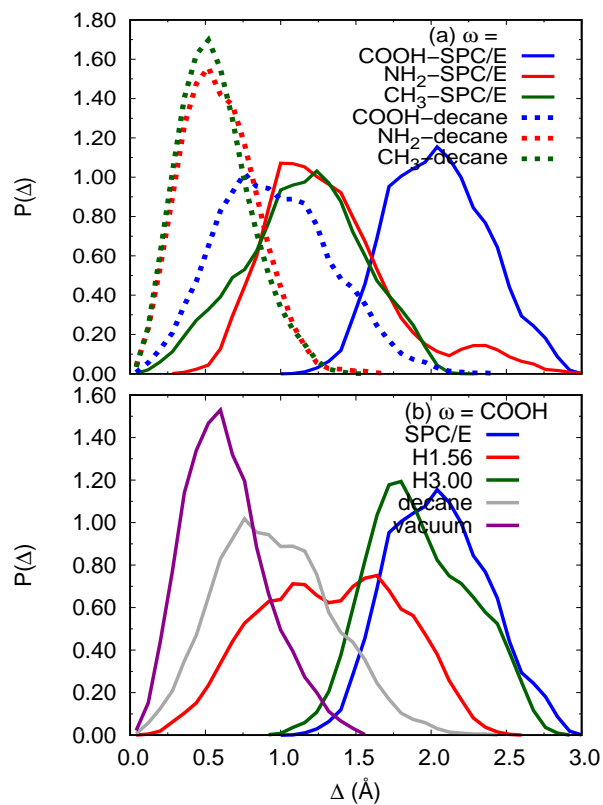 1.80
1.60
1.40
1.20
1.00
0.80
0.60
0.40
0.20
0.00
P(Δ)
(a) ω =
COOH−SPC/E
NH₂−SPC/E
CH₃−SPC/E
COOH−decane
NH₂−decane
CH₃−decane
1.60
1.40
1.20
1.00
0.80
0.60
0.40
0.20
0.00
P(Δ)
(b) ω = COOH
SPC/E
H1.56
H3.00
decane
vacuum
0.0 0.5 1.0 1.5 2.0 2.5 3.0
Δ (Å)